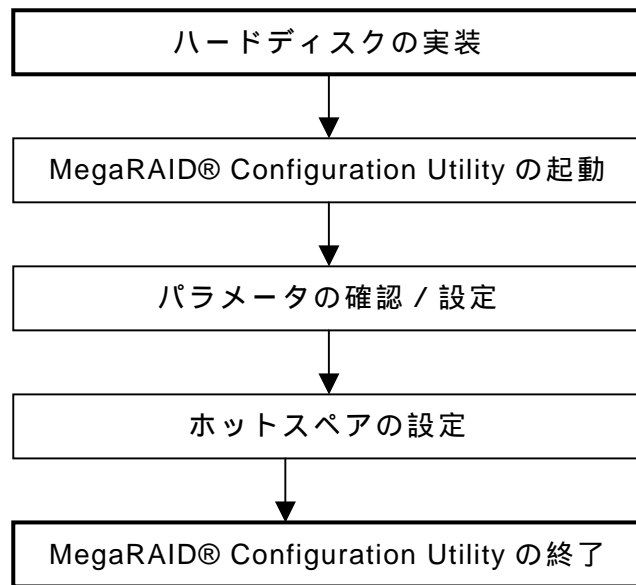 ハードディスクの実装
MegaRAID® Configuration Utility の起動
パラメータの確認 / 設定
ホットスペアの設定
MegaRAID® Configuration Utility の終了